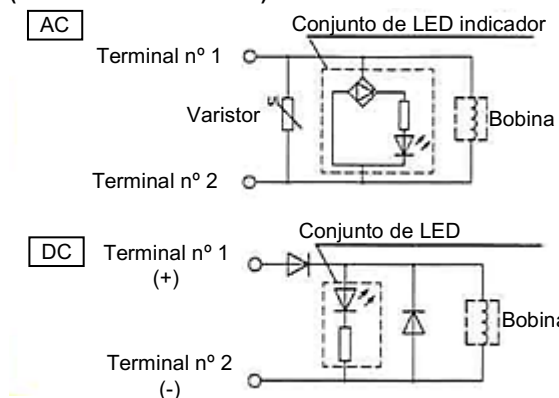 AC
Conjunto de LED indicador
Terminal nº 1
Varistor
Bobina
Terminal nº 2
DC
Conjunto de LED
Terminal nº 1
(+)
Bobina
Terminal nº 2
(-)